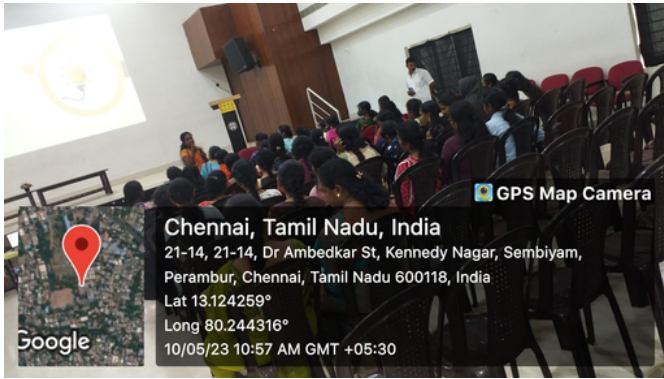 GPS Map Camera
Chennai, Tamil Nadu, India
21-14, 21-14, Dr Ambedkar St, Kennedy Nagar, Sembiyam,
Perambur, Chennai, Tamil Nadu 600118, India
Lat 13.124259°
Long 80.244316°
10/05/23 10:57 AM GMT +05:30
Google